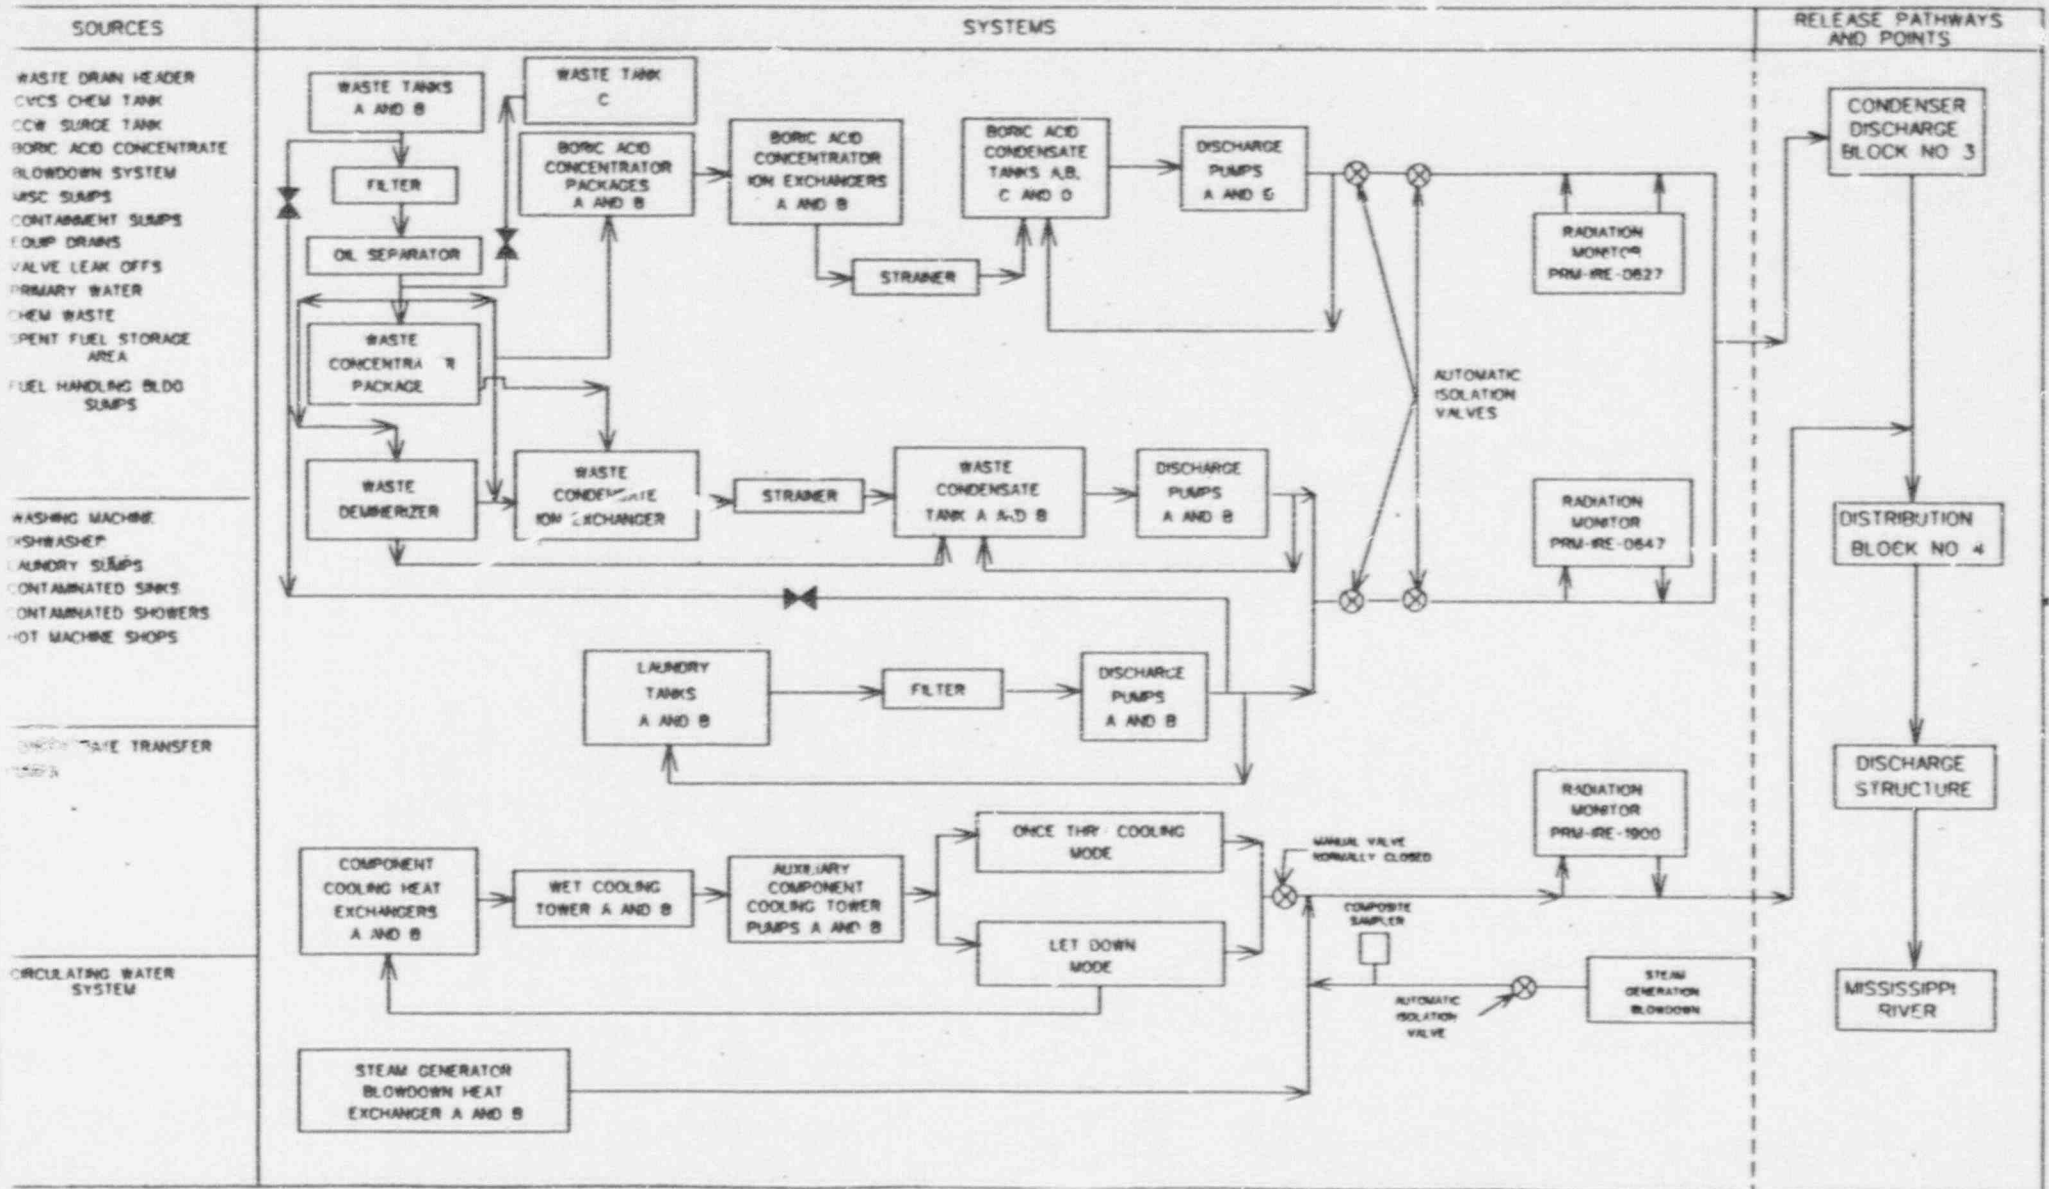 SOURCES
SYSTEMS
RELEASE PATHWAYS
AND POINTS
WASTE DRAIN HEADER
CVCS CHEM TANK
CCW SURGE TANK
BORIC ACID CONCENTRATE
BLOWDOWN SYSTEM
MISC SUMPS
CONTAINMENT SUMPS
EQUIP DRAINS
VALVE LEAK OFFS
PRIMARY WATER
CHEM WASTE
SPENT FUEL STORAGE
AREA
FUEL HANDLING BLDG
SUMPS
WASHING MACHINE
DISHWASHER
LAUNDRY SUMPS
CONTAMINATED SINKS
CONTAMINATED SHOWERS
HOT MACHINE SHOPS
TRANSFER
CIRCULATING WATER
SYSTEM
WASTE TANKS
A AND B
FILTER
OIL SEPARATOR
WASTE
PACKAGE
WASTE
DEMINERIZER
WASTE TANK
C
BORIC ACID
CONCENTRATOR
PACKAGES
A AND B
BORIC ACID
CONCENTRATOR
ION EXCHANGERS
A AND B
STRAINER
BORIC ACID
CONDENSATE
TANKS A,B,
C AND D
DISCHARGE
PUMPS
A AND
RADIATION
MONITOR
PRM-IRE-0627
AUTOMATIC
ISOLATION
VALVES
WASTE
CONDENSATE
ION EXCHANGER
STRAINER
WASTE
CONDENSATE
TANK A AND B
DISCHARGE
PUMPS
A AND B
RADIATION
MONITOR
PRM-IRE-0647
LAUNDRY
TANKS
A AND B
FILTER
DISCHARGE
PUMPS
A AND B
COMPONENT
COOLING HEAT
EXCHANGERS
A AND B
WET COOLING
TOWER A AND B
AUXILIARY
COMPONENT
COOLING TOWER
PUMPS A AND B
ONCE THRU COOLING
MODE
LET DOWN
MODE
MANUAL VALVE
NORMALLY CLOSED
RADIATION
MONITOR
PRM-IRE-1900
COMPOSITE
SAMPLER
AUTOMATIC
ISOLATION
VALVE
STEAM
GENERATION
BLOWDOWN
STEAM GENERATOR
BLOWDOWN HEAT
EXCHANGER A AND B
CONDENSER
DISCHARGE
BLOCK NO 3
DISTRIBUTION
BLOCK NO 4
DISCHARGE
STRUCTURE
MISSISSIPPI
RIVER